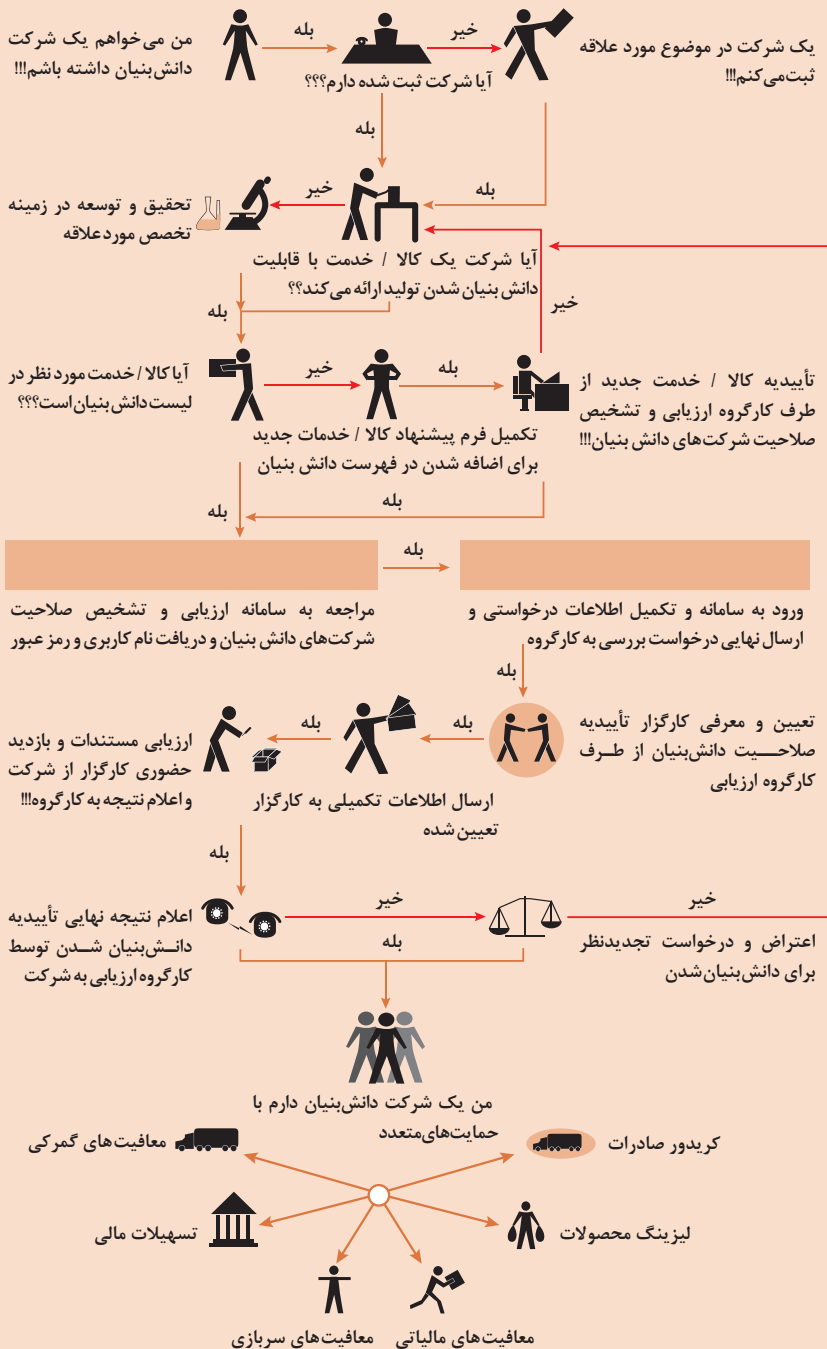 من می‌خواهم یک شرکت
دانش‌بنیان داشته باشم!!!
بله
آیا شرکت ثبت شده دارم؟؟؟
خیر
یک شرکت در موضوع مورد علاقه
ثبت‌می‌کنم!!!
بله
بله
خیر
تحقیق و توسعه در زمینه
تخصص موردعلاقه
آیا شرکت یک کالا / خدمت با قابلیت
دانش‌بنیان شدن تولید ارائه می‌کند؟؟
خیر
بله
آیا کالا / خدمت مورد نظر در
لیست‌دانش‌بنیان‌است؟؟؟
خیر
تکمیل فرم پیشنهاد کالا / خدمات جدید
برای اضافه شدن در فهرست دانش بنیان
بله
تأییدیه کالا / خدمت جدید از
طرف کارگروه ارزیابی و تشخیص
صلاحیت شرکت‌های دانش بنیان!!!
بله
بله
بله
مراجعه به سامانه ارزیابی و تشخیص صلاحیت
شرکت‌های دانش بنیان و دریافت نام کاربری و رمز عبور
ورود به سامانه و تکمیل اطلاعات درخواستی و
ارسال نهایی درخواست بررسی به کارگروه
بله
تعیین و معرفی کارگزار تأییدیه
صلاحیت دانش‌بنیان از طرف
کارگروه ارزیابی
بله
ارسال اطلاعات تکمیلی به کارگزار
تعیین شده
بله
ارزیابی مستندات و بازدید
حضوری کارگزار از شرکت
و اعلام نتیجه به کارگروه!!!
بله
اعلام نتیجه نهایی تأییدیه
دانش‌بنیان شدن توسط
کارگروه ارزیابی به شرکت
خیر
بله
خیر
اعتراض و درخواست تجدیدنظر
برای دانش‌بنیان‌شدن
من یک شرکت دانش‌بنیان دارم با
حمایت‌های‌متعدد
کریدور صادرات
معافیت‌های گمرکی
لیزینگ محصولات
تسهیلات مالی
معافیت‌های مالیاتی
معافیت‌های سربازی